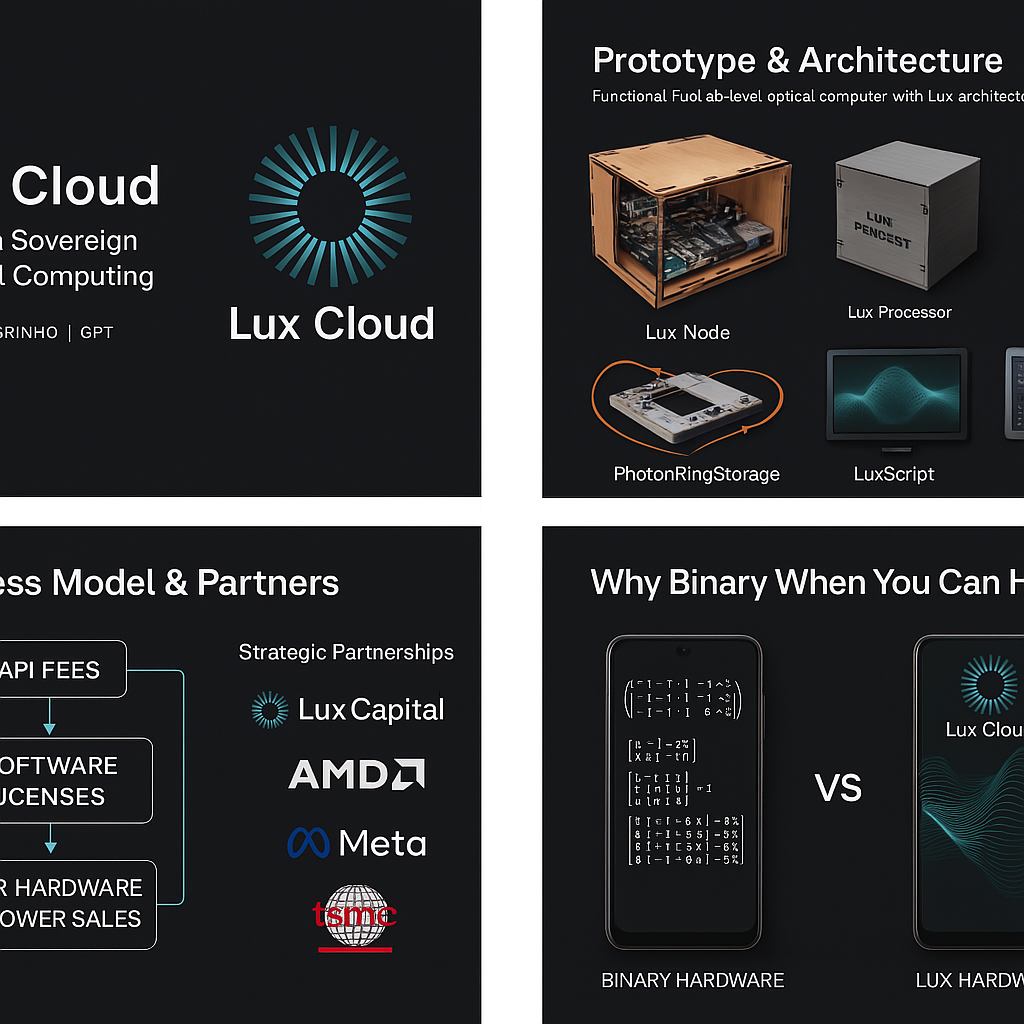 Cloud
Sovereign
Computing
GRINHO | GPT
Lux Cloud
Prototype & Architecture
Functional Fuol ab-level optical computer with Lux architecto
LUN
PENCEST
Lux Node
Lux Processor
PhotonRingStorage
LuxScript
ess Model & Partners
API FEES
OFTWARE
UCENSES
R HARDWARE
OWER SALES
Strategic Partnerships
Lux Capital
AMD
Meta
tsmc
Why Binary When You Can H
VS
Lux Clou
BINARY HARDWARE
LUX HARDW